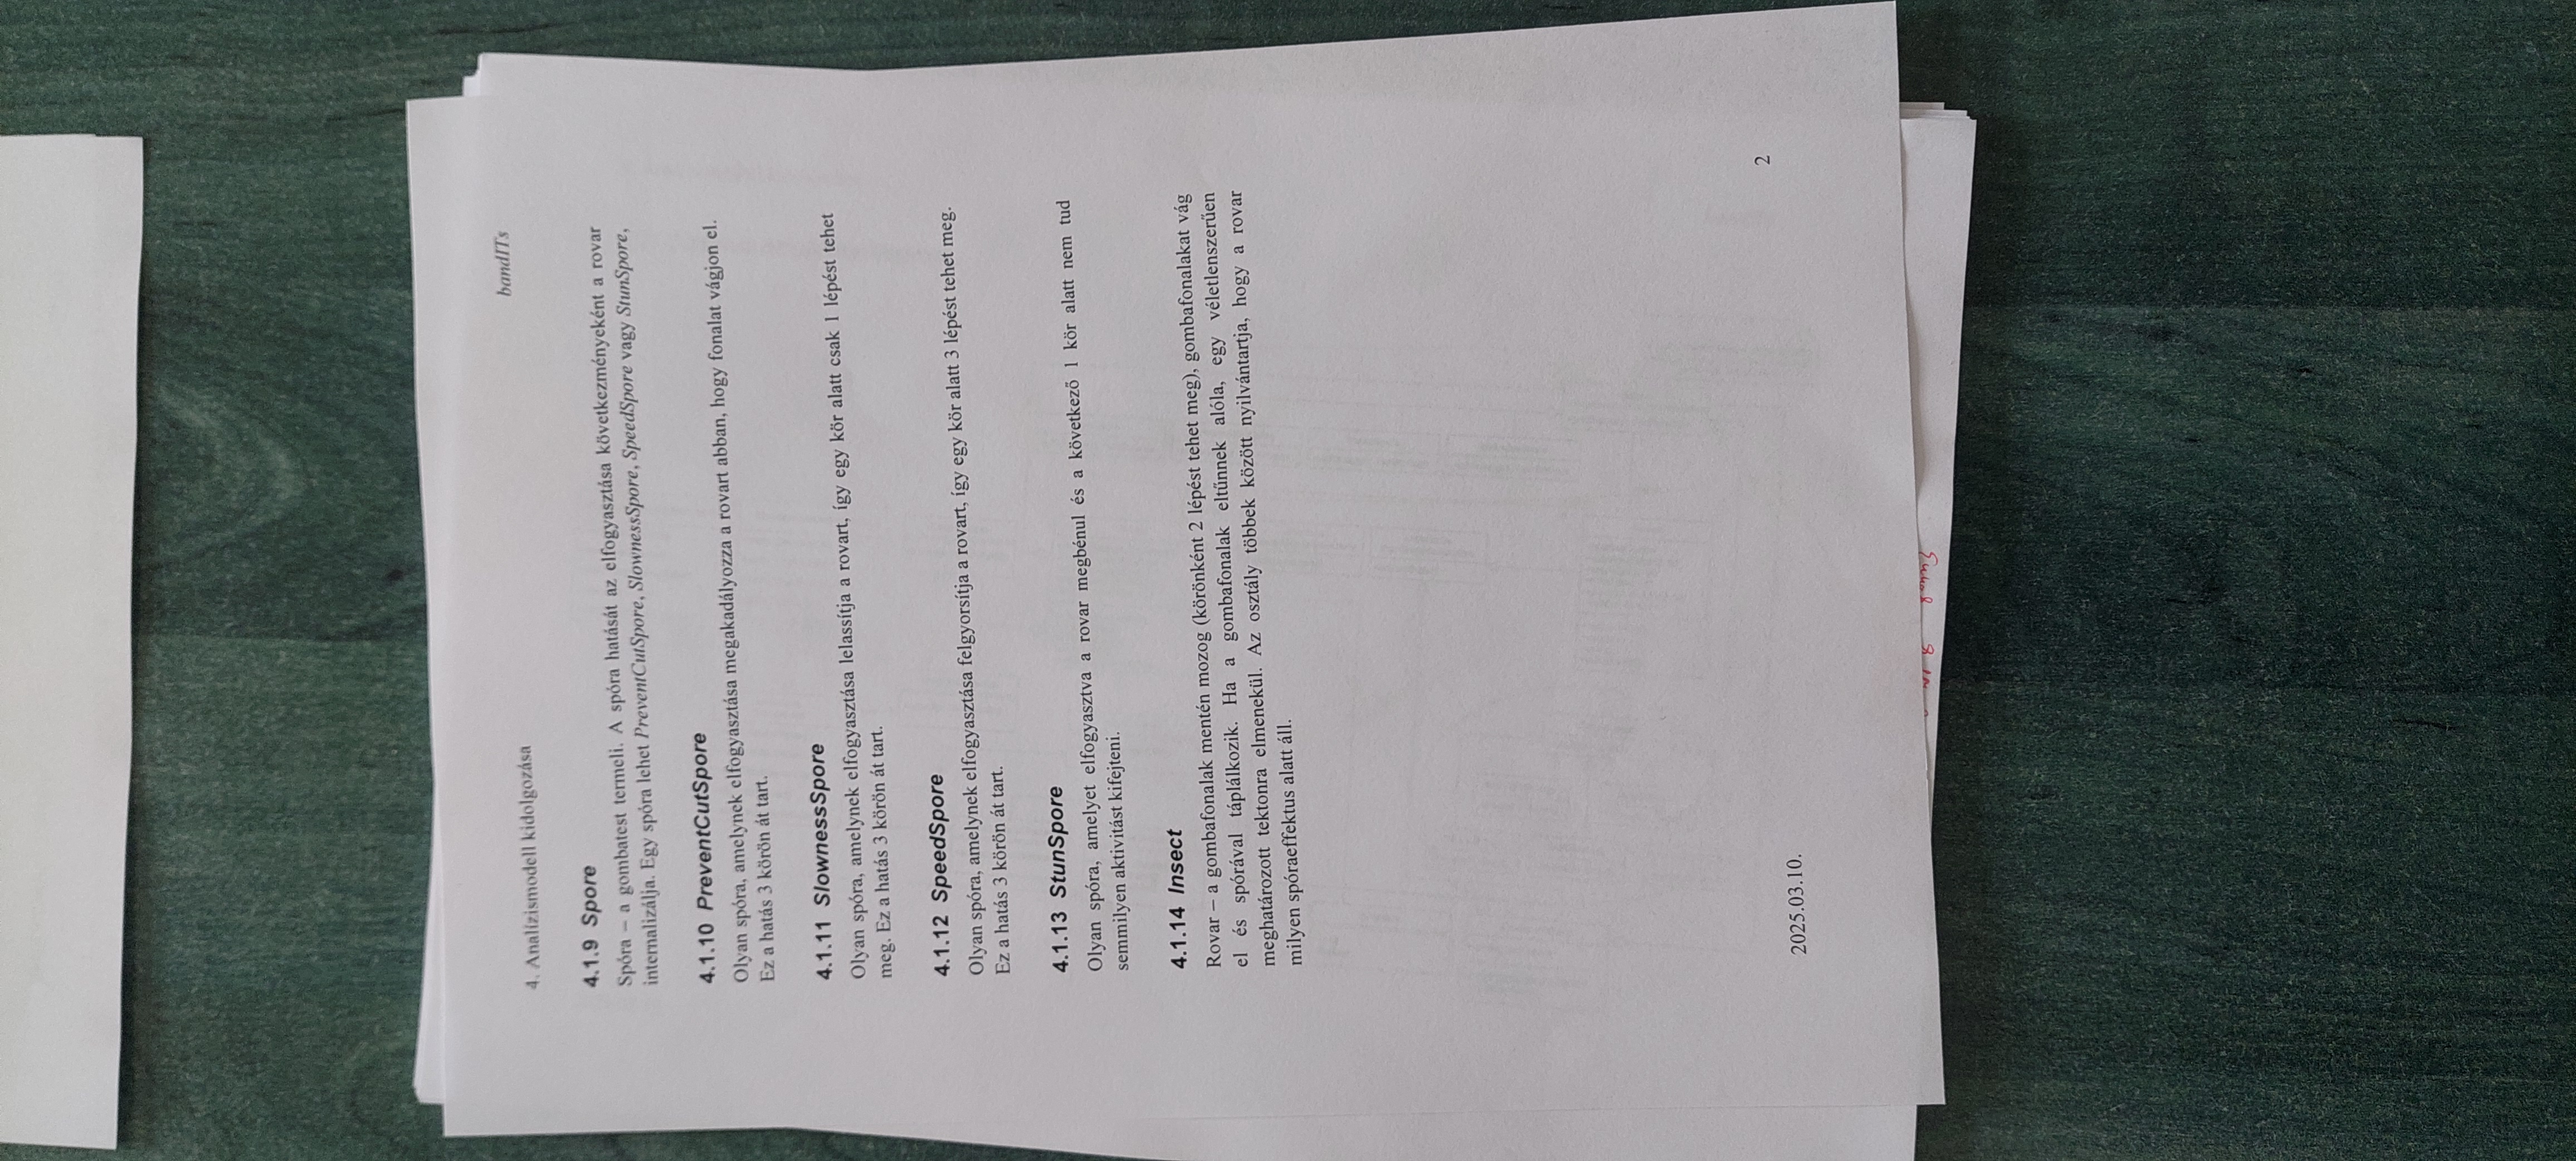 bandITs
4. Analízismodell kidolgozása
4.1.9 Spore
Spóra – a gombatest termeli. A spóra hatását az elfogyasztása következményeként a rovar
internalizálja. Egy spóra lehet PreventCutSpore, SlownessSpore, SpeedSpore vagy StunSpore,
4.1.10 PreventCutSpore
Olyan spóra, amelynek elfogyasztása megakadályozza a rovart abban, hogy fonalat vágjon el.
Ez a hatás 3 körön át tart.
4.1.11 SlownessSpore
Olyan spóra, amelynek elfogyasztása lelassítja a rovart, így egy kör alatt csak 1 lépést tehet
meg. Ez a hatás 3 körön át tart.
4.1.12 SpeedSpore
Olyan spóra, amelynek elfogyasztása felgyorsítja a rovart, így egy kör alatt 3 lépést tehet meg.
Ez a hatás 3 körön át tart.
4.1.13 StunSpore
Olyan spóra, amelyet elfogyasztva a rovar megbénul és a következő 1 kör alatt nem tud
semmilyen aktivitást kifejteni.
4.1.14 Insect
Rovar – a gombafonalak mentén mozog (körönként 2 lépést tehet meg), gombafonalakat vág
el és spórával táplálkozik. Ha a gombafonalak eltűnnek alóla, egy véletlenszerűen
meghatározott tektonra elmenekül. Az osztály többek között nyilvántartja, hogy a rovar
milyen spóraeffektus alatt áll.
2
2025.03.10.